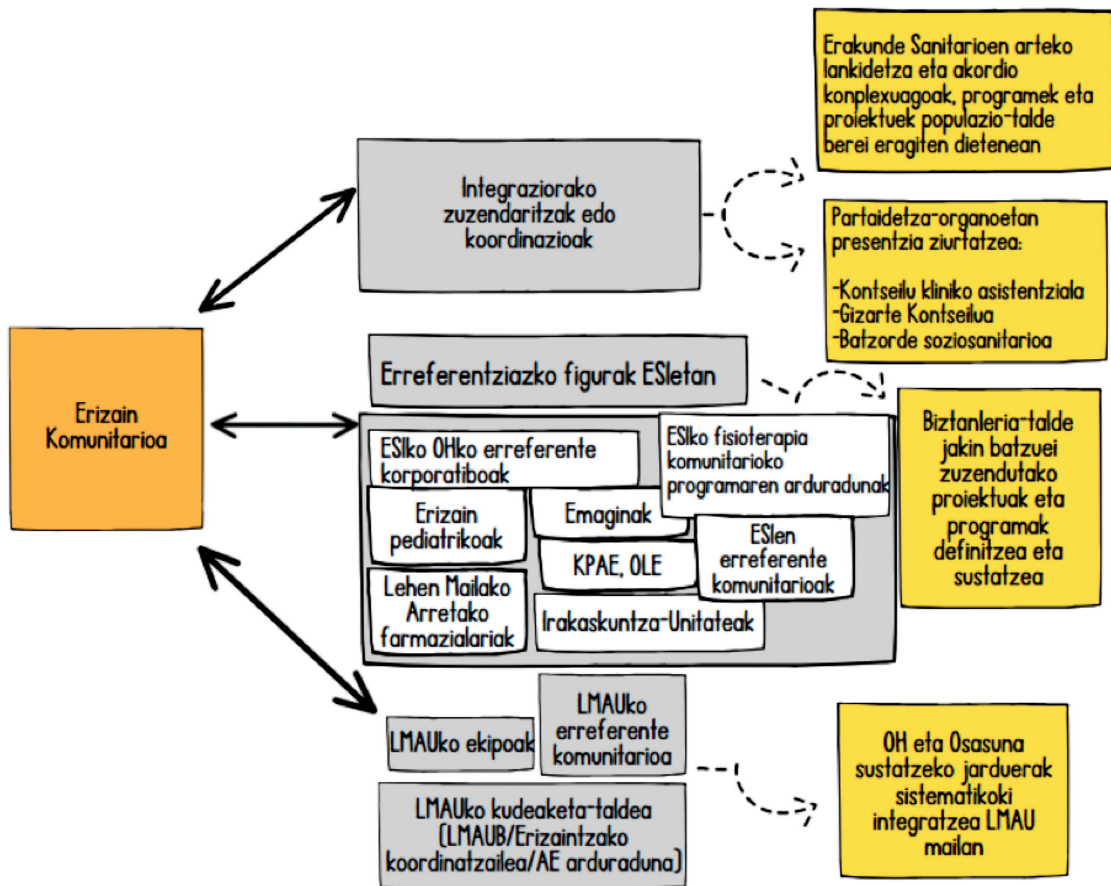 Erizain
Komunitarioa
Integraziorako
zuzendaritzak edo
koordinazioak
Erakunde Sanitarioen arteko
lankidetza eta akordio
konplexuagoak, programek eta
proiektuek populazio-talde
berei eragiten dietenean
Partaidetza-organoetan
presentzia ziurtatzea:
-Kontseilu kliniko asistentziala
-Gizarte Kontseilua
-Batzorde soziosanitarioa
Erreferentziazko figurak ESIetan
ESIko OHko erreferente
korporatiboak
ESIko fisioterapia
komunitarioko
programaren arduradunak
Erizain
pediatrikoak
Emaginak
KPAE, OLE
ESIen
erreferente
komunitarioak
Lehen Mailako
Arretako
farmazialariak
Irakaskuntza-Unitateak
Biztanleria-talde
jakin batzuei
zuzendutako
proiektuak eta
programak
definitzea eta
sustatzea
LMAUko ekipoak
LMAUko
erreferente
komunitarioa
LMAUko kudeaketa-taldea
(LMAUB/Erizaintzako
koordinatzailea/AE arduraduna)
OH eta Osasuna
sustatzeko jarduerak
sistematikoki
integratzea LMAU
mailan